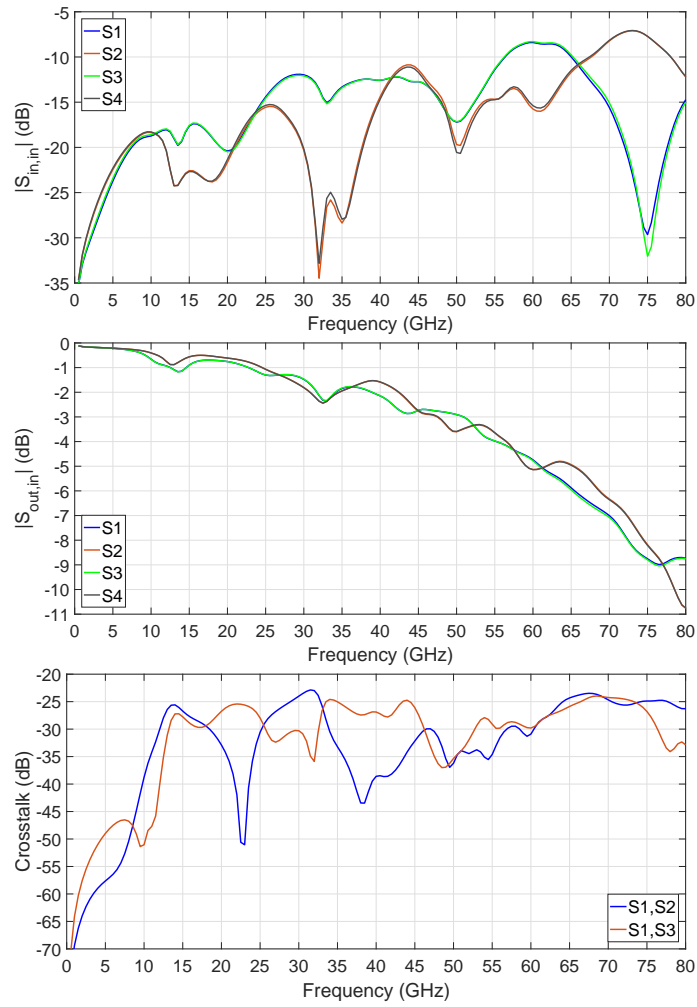 -5
-10
-15
-20
-25
-30
-35
|S_in,in| (dB)
S1
S2
S3
S4
0 5 10 15 20 25 30 35 40 45 50 55 60 65 70 75 80
Frequency (GHz)
0
-1
-2
-3
-4
-5
-6
-7
-8
-9
-10
-11
|S_out,in| (dB)
S1
S2
S3
S4
0 5 10 15 20 25 30 35 40 45 50 55 60 65 70 75 80
Frequency (GHz)
-20
-25
-30
-35
-40
-45
-50
-55
-60
-65
-70
Crosstalk (dB)
S1,S2
S1,S3
0 5 10 15 20 25 30 35 40 45 50 55 60 65 70 75 80
Frequency (GHz)